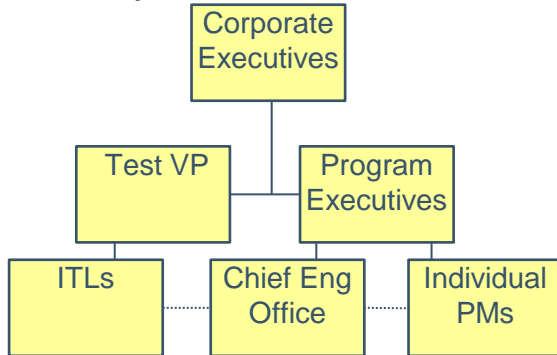 Corporate
Executives
Test VP
Program
Executives
ITLs
Chief Eng
Office
Individual
PMs